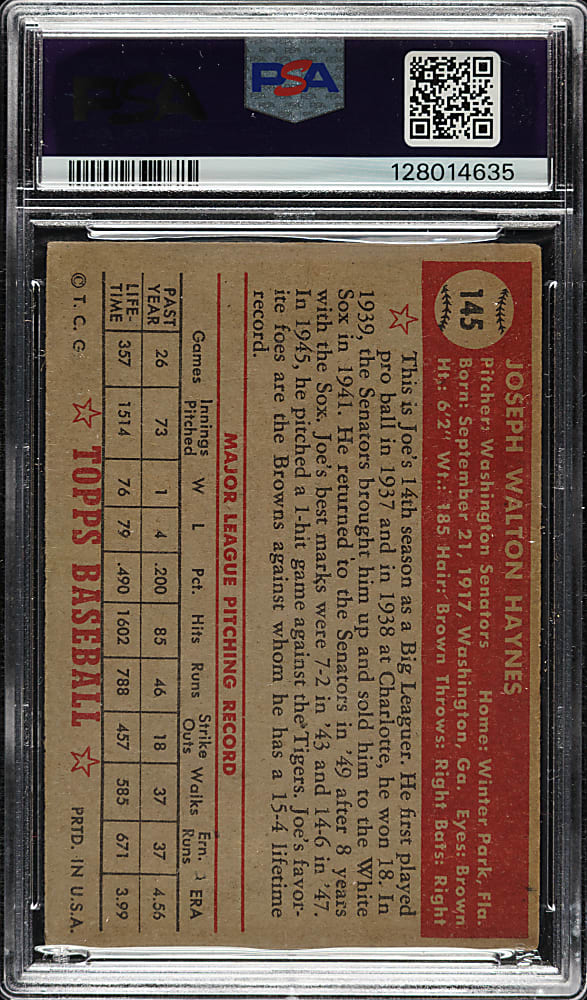 PSA
PSA
128014635
145
JOSEPH WALTON HAYNES
Pitcher: Washington Senators Home: Winter Park, Fla.
Born: September 21, 1917, Washington, Ga. Eyes: Brown
Ht.: 6'2" Wt.: 185 Hair: Brown Throws: Right Bats: Right
This is Joe's 14th season as a Big Leaguer. He first played
pro ball in 1937 and in 1938 at Charlotte, he won 18. In
1939, the Senators brought him up and sold him to the White
Sox in 1941. He returned to the Senators in '49 after 8 years
with the Sox. Joe's best marks were 7-2 in '43 and 14-6 in '47.
In 1945, he pitched a 1-hit game against the Tigers. Joe's favor-
ite foes are the Browns against whom he has a 15-4 lifetime
record.
MAJOR LEAGUE PITCHING RECORD
Games Innings Pitched W L Pct. Hits Runs Strike Outs Walks Ern. Runs ERA
PAST YEAR 26 73 1 4 .200 85 46 18 37 37 4.56
LIFE-TIME 357 1514 76 79 .490 1602 788 457 585 671 3.99
© T. C. G. TOPPS BASEBALL PRTD. IN U.S.A.